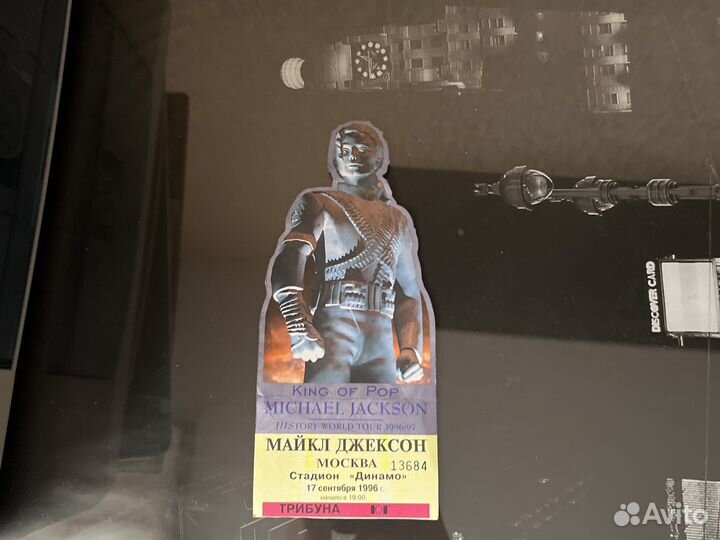 DISCOVER CARD
KING OF POP
MICHAEL JACKSON
HISTORY WORLD TOUR 1996/97
МАЙКЛ ДЖЕКСОН
МОСКВА 13684
Стадион «Динамо»
17 сентября 1996 г.
начало в 19.00
ТРИБУНА
Avito